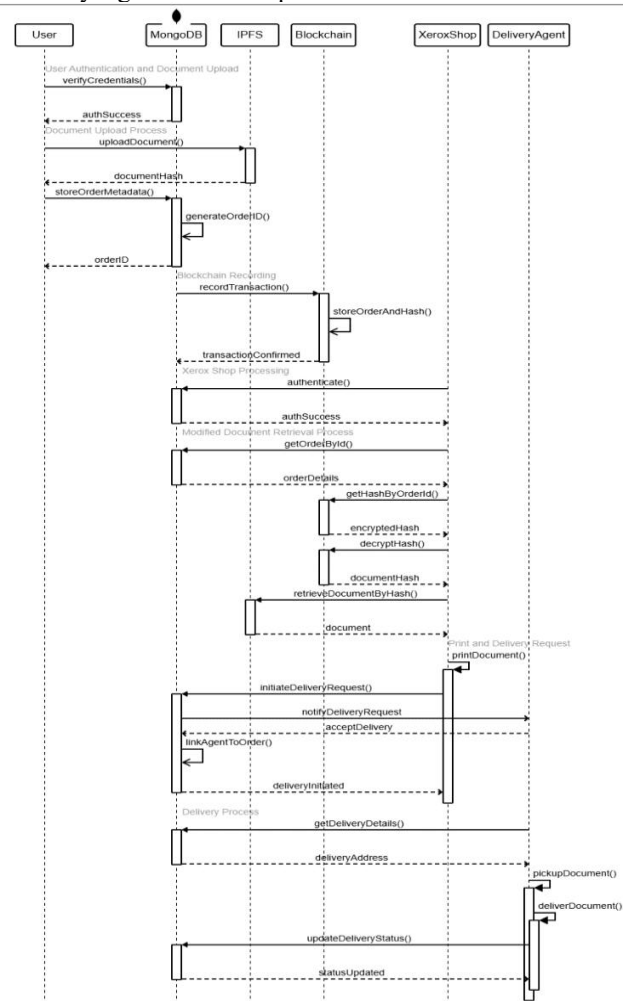 User MongoDB IPFS Blockchain XeroxShop DeliveryAgent
User Authentication and Document Upload
verifyCredentials()
authSuccess
Document Upload Process
uploadDocument()
documentHash
storeOrderMetadata()
generateOrderID()
orderID
Blockchain Recording
recordTransaction()
storeOrderAndHash()
transactionConfirmed
Xerox Shop Processing
authenticate()
authSuccess
Modified Document Retrieval Process
getOrderById()
orderDetails
getHashByOrderId()
encryptedHash
decryptHash()
documentHash
retrieveDocumentByHash()
document
Print and Delivery Request
printDocument()
initiateDeliveryRequest()
notifyDeliveryRequest
acceptDelivery
linkAgentToOrder()
deliveryInitiated
Delivery Process
getDeliveryDetails()
deliveryAddress
pickupDocument()
deliverDocument()
updateDeliveryStatus()
statusUpdated